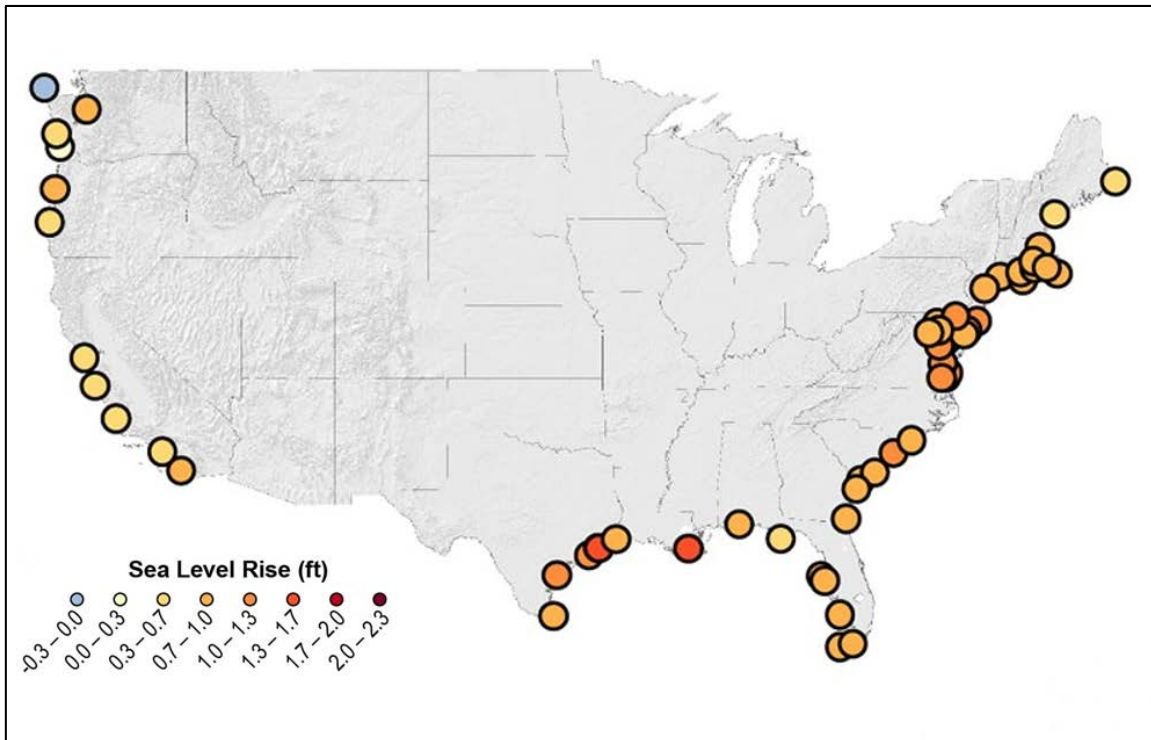 Sea Level Rise (ft)
-0.3 – 0.0
0.0 – 0.3
0.3 – 0.7
0.7 – 1.0
1.0 – 1.3
1.3 – 1.7
1.7 – 2.0
2.0 – 2.3